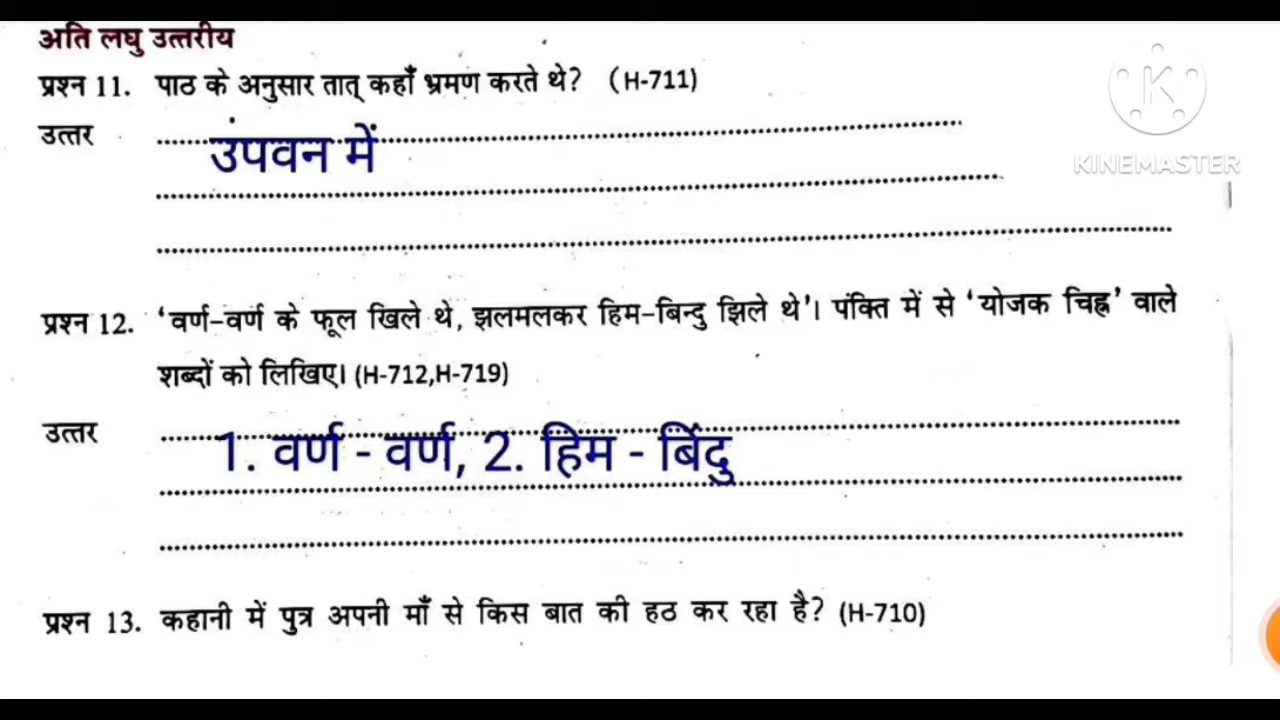 अति लघु उत्तरीय
प्रश्न 11. पाठ के अनुसार तात् कहाँ भ्रमण करते थे? (H-711)
उत्तर
उपवन में
KINEMASTER
प्रश्न 12. 'वर्ण-वर्ण के फूल खिले थे, झलमलकर हिम-बिन्दु झिले थे'। पंक्ति में से 'योजक चिह्न' वाले
शब्दों को लिखिए। (H-712,H-719)
उत्तर
1. वर्ण - वर्ण, 2. हिम - बिंदु
प्रश्न 13. कहानी में पुत्र अपनी माँ से किस बात की हठ कर रहा है? (H-710)